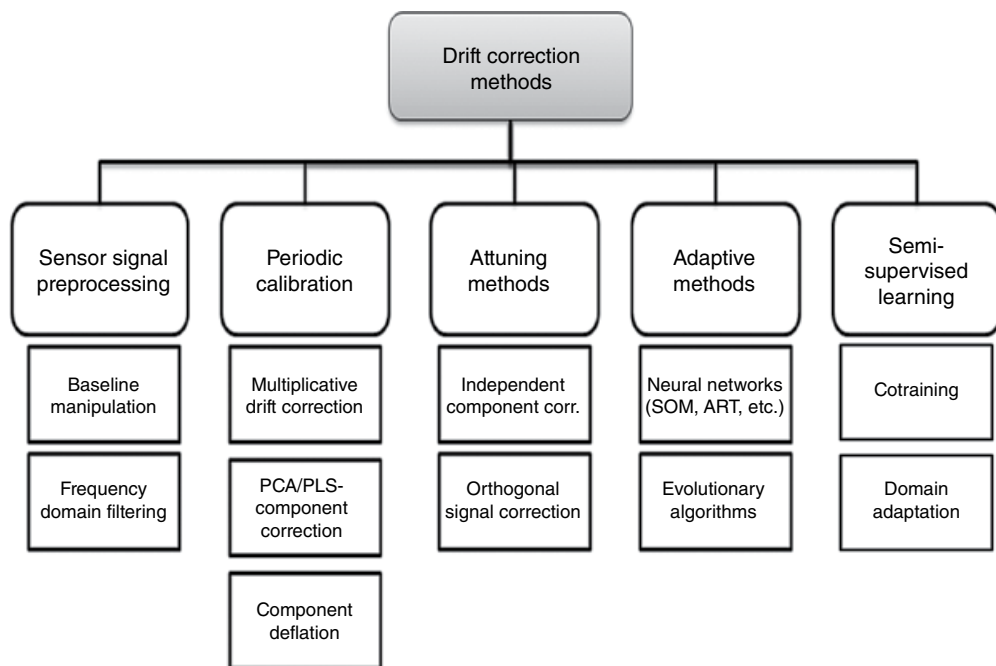 Drift correction
methods
Sensor signal
preprocessing
Periodic
calibration
Attuning
methods
Adaptive
methods
Semi-
supervised
learning
Baseline
manipulation
Multiplicative
drift correction
Independent
component corr.
Neural networks
(SOM, ART, etc.)
Cotraining
Frequency
domain filtering
PCA/PLS-
component
correction
Orthogonal
signal correction
Evolutionary
algorithms
Domain
adaptation
Component
deflation